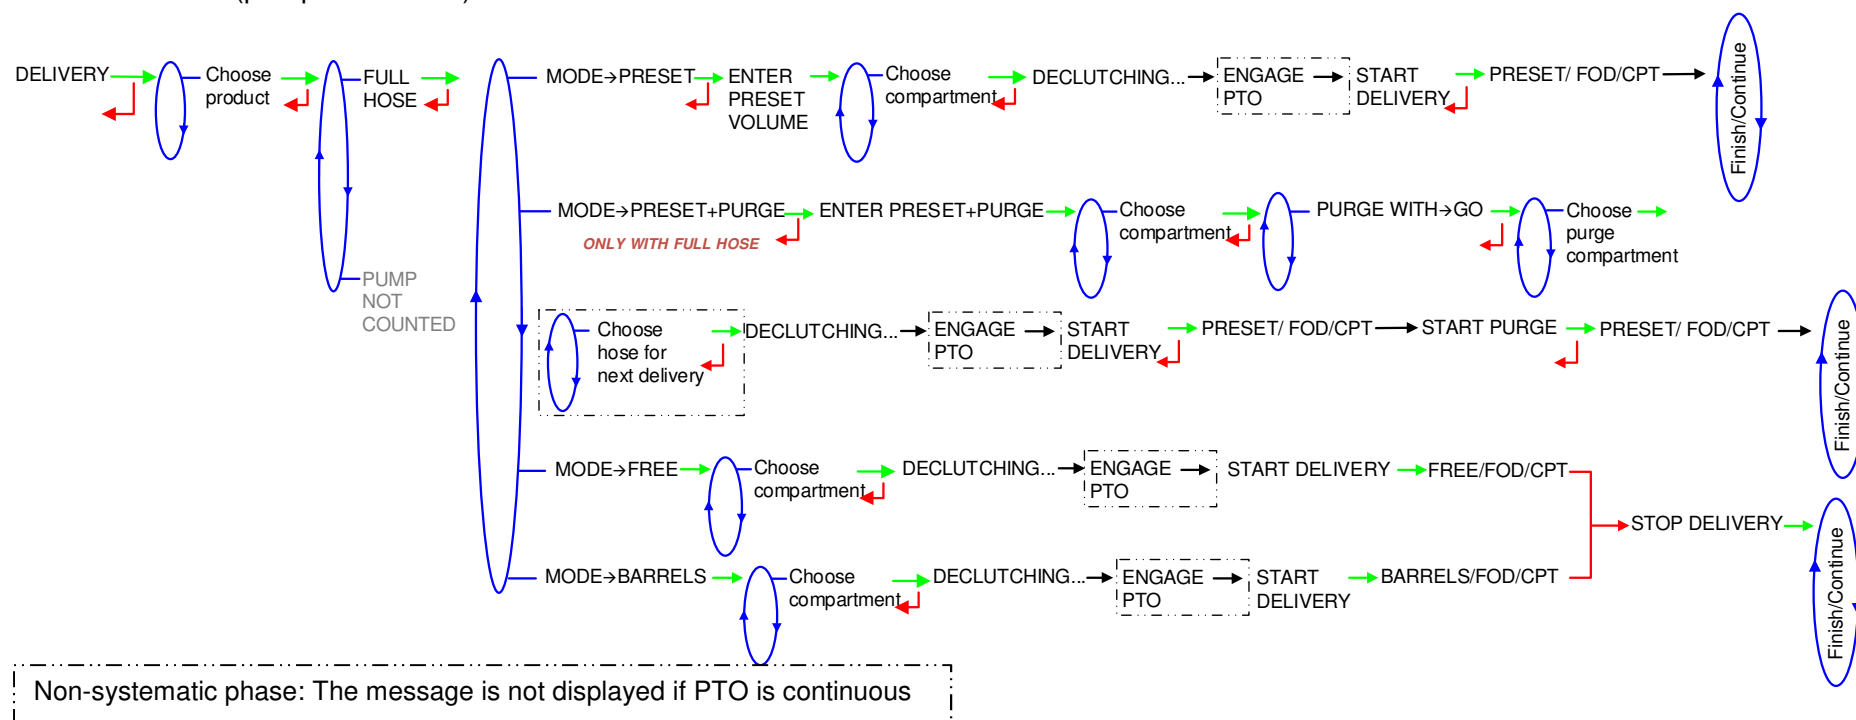 DELIVERY
Choose
product
FULL
HOSE
PUMP
NOT
COUNTED
MODE→PRESET
ENTER
PRESET
VOLUME
Choose
compartment
DECLUTCHING...
ENGAGE
PTO
START
DELIVERY
PRESET/ FOD/CPT
Finish/Continue
MODE→PRESET+PURGE
ONLY WITH FULL HOSE
ENTER PRESET+PURGE
Choose
compartment
PURGE WITH→GO
Choose
purge
compartment
Choose
hose for
next delivery
DECLUTCHING...
ENGAGE
PTO
START
DELIVERY
PRESET/ FOD/CPT
START PURGE
PRESET/ FOD/CPT
Finish/Continue
MODE→FREE
Choose
compartment
DECLUTCHING...
ENGAGE
PTO
START DELIVERY
FREE/FOD/CPT
STOP DELIVERY
Finish/Continue
MODE→BARRELS
Choose
compartment
DECLUTCHING...
ENGAGE
PTO
START
DELIVERY
BARRELS/FOD/CPT
Non-systematic phase: The message is not displayed if PTO is continuous